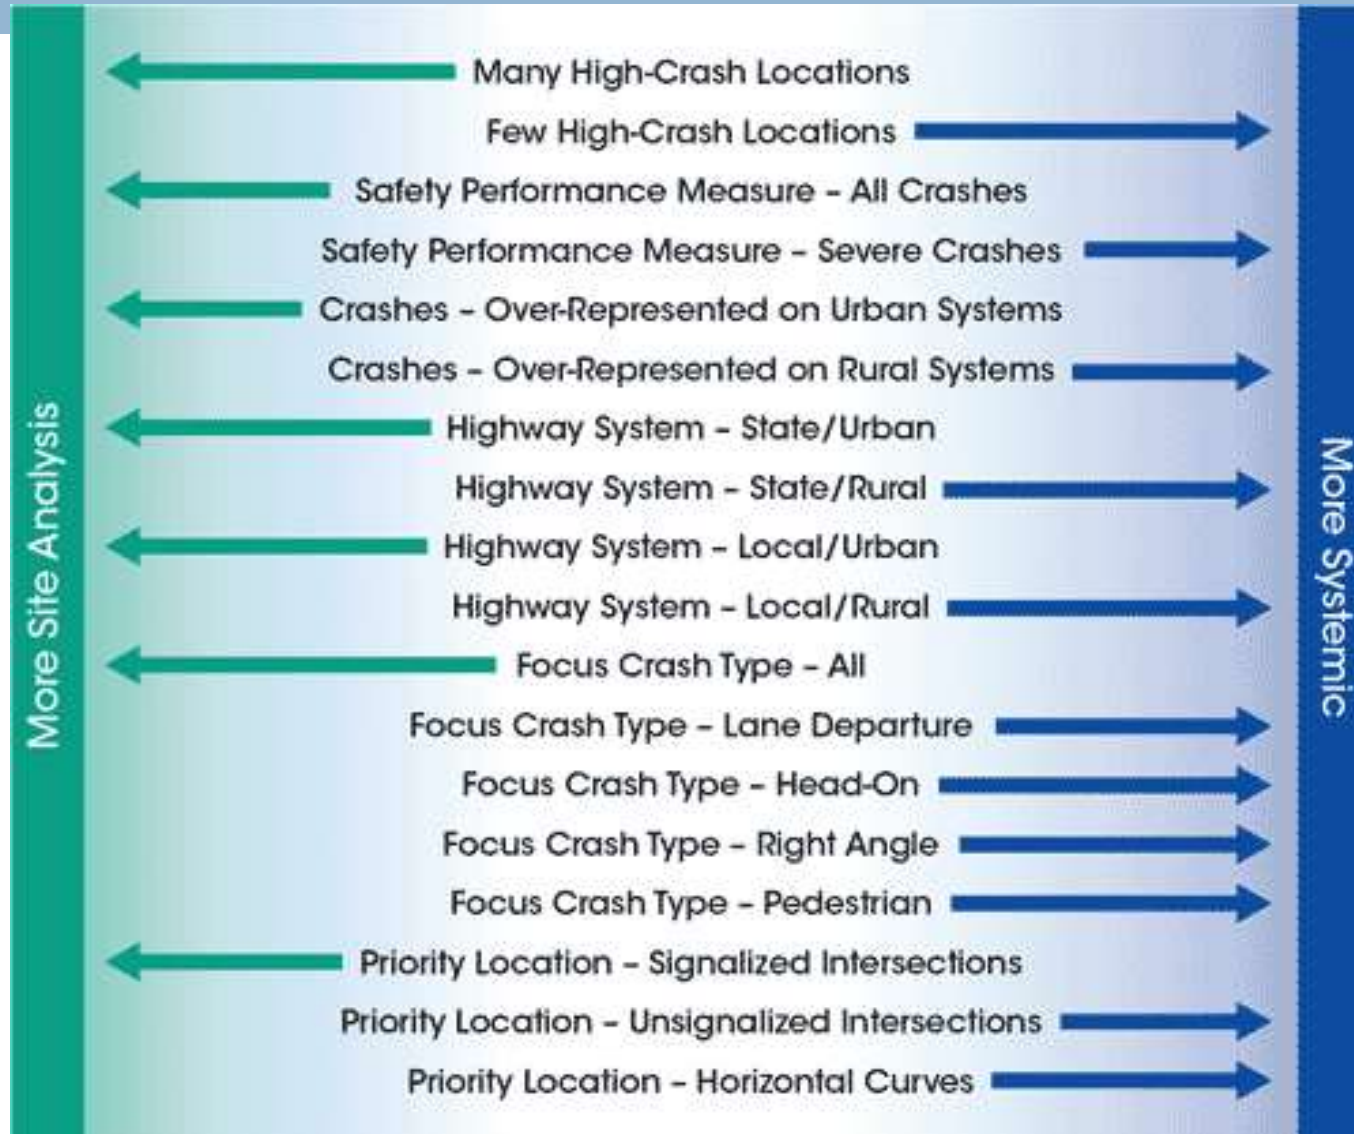 Many High-Crash Locations
Few High-Crash Locations
Safety Performance Measure – All Crashes
Safety Performance Measure – Severe Crashes
Crashes – Over-Represented on Urban Systems
Crashes – Over-Represented on Rural Systems
Highway System – State/Urban
Highway System – State/Rural
Highway System – Local/Urban
Highway System – Local/Rural
Focus Crash Type – All
Focus Crash Type – Lane Departure
Focus Crash Type – Head-On
Focus Crash Type – Right Angle
Focus Crash Type – Pedestrian
Priority Location – Signalized Intersections
Priority Location – Unsignalized Intersections
Priority Location – Horizontal Curves
More Site Analysis
More Systemic